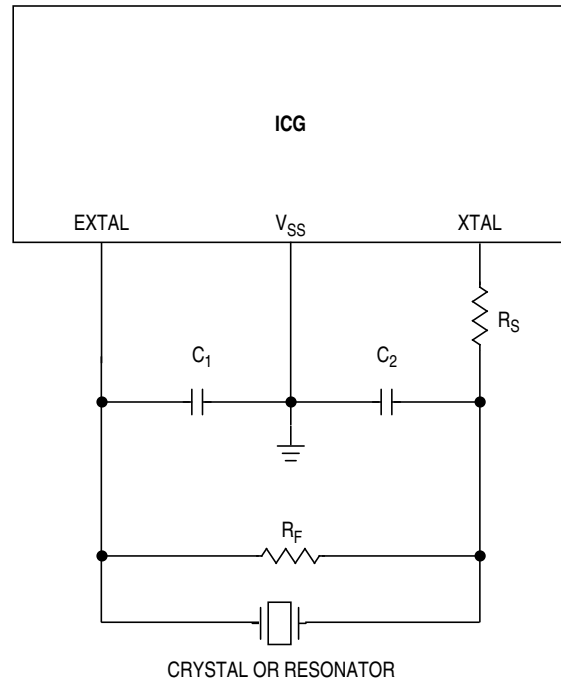 ICG
EXTAL
VSS
XTAL
RS
C1
C2
RF
CRYSTAL OR RESONATOR